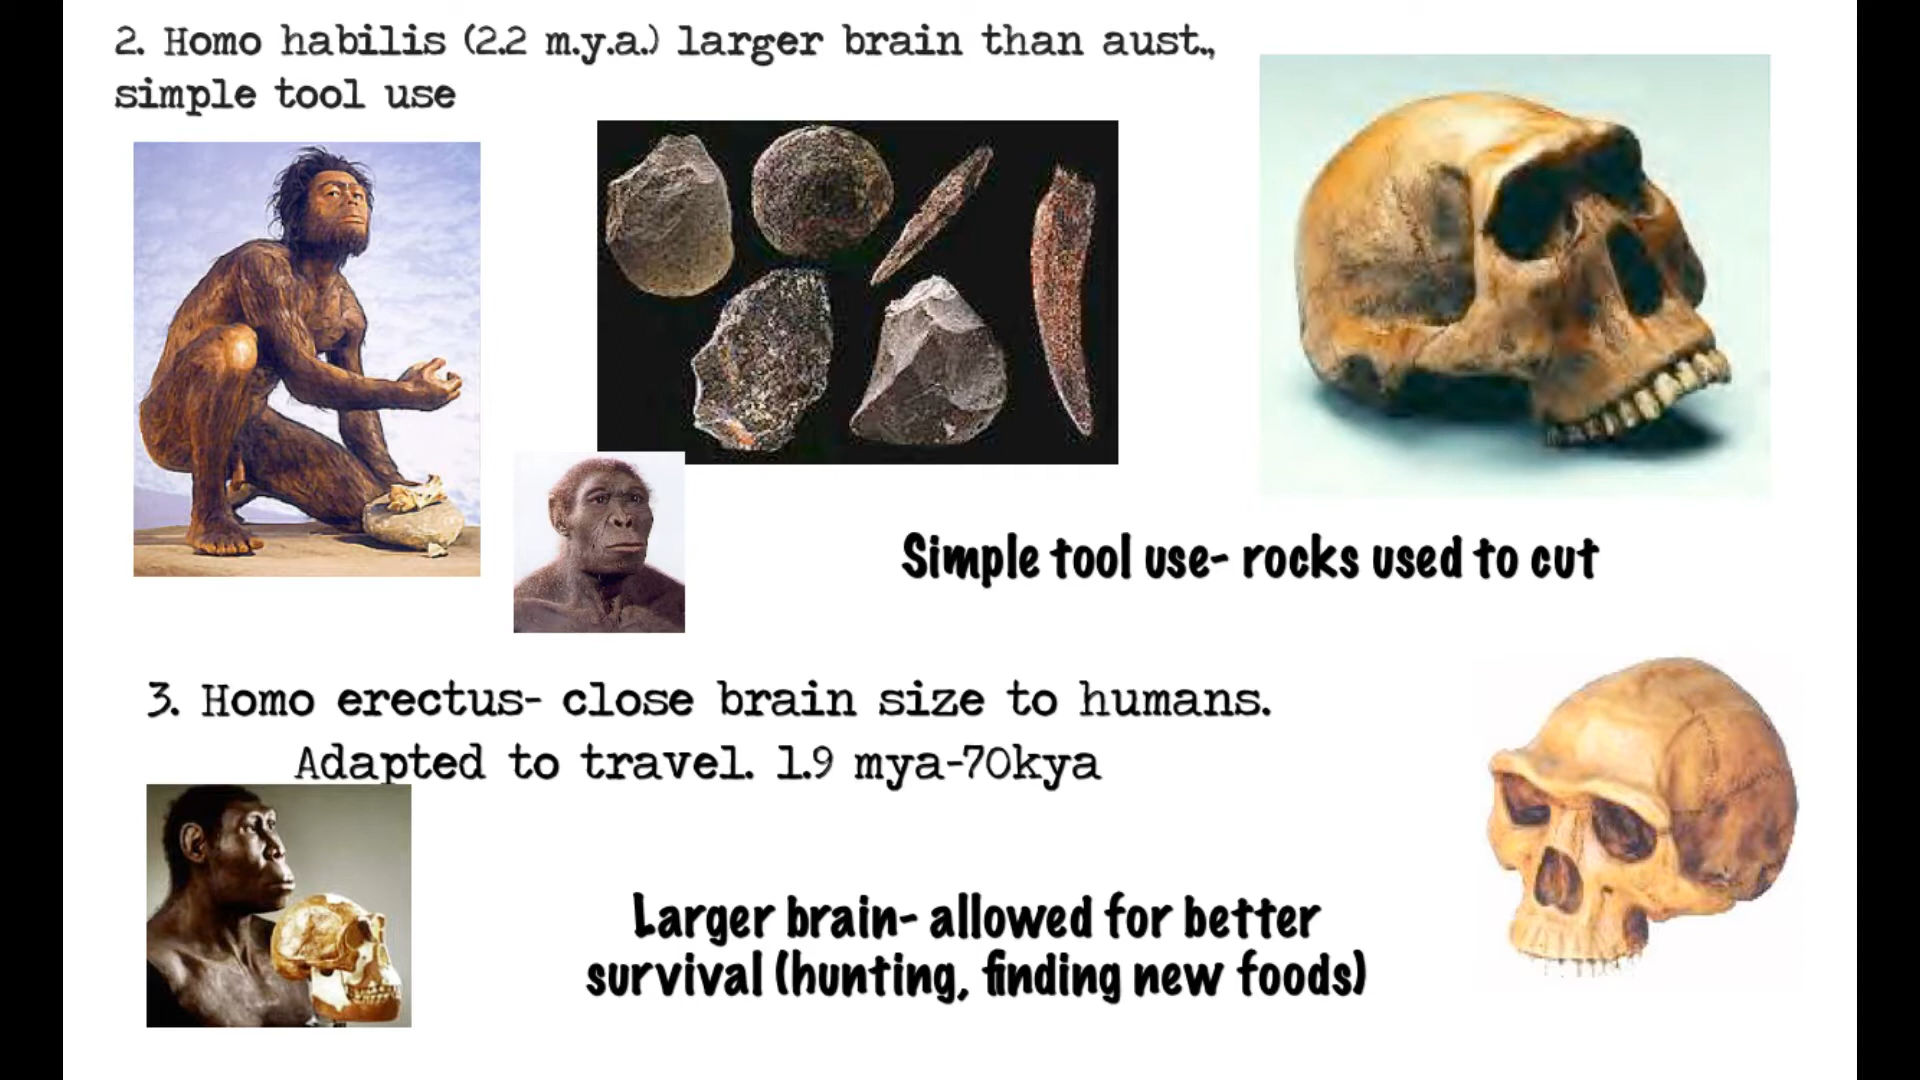 2. Homo habilis (2.2 m.y.a.) larger brain than aust.,
simple tool use
Simple tool use- rocks used to cut
3. Homo erectus- close brain size to humans.
Adapted to travel. 1.9 mya-70kya
Larger brain- allowed for better
survival (hunting, finding new foods)